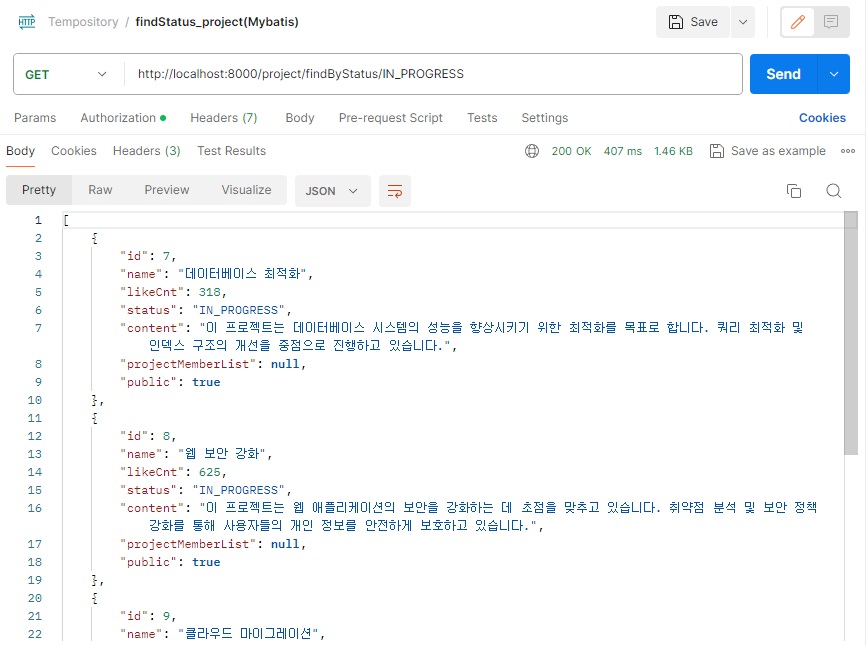 HTTP Tempository / findStatus_project(Mybatis) Save
GET http://localhost:8000/project/findByStatus/IN_PROGRESS Send
Params Authorization Headers (7) Body Pre-request Script Tests Settings Cookies
Body Cookies Headers (3) Test Results 200 OK 407 ms 1.46 KB Save as example
Pretty Raw Preview Visualize JSON
1 [
2 {
3 "id": 7,
4 "name": "데이터베이스 최적화",
5 "likeCnt": 318,
6 "status": "IN_PROGRESS",
7 "content": "이 프로젝트는 데이터베이스 시스템의 성능을 향상시키기 위한 최적화를 목표로 합니다. 쿼리 최적화 및
인덱스 구조의 개선을 중점으로 진행하고 있습니다.",
8 "projectMemberList": null,
9 "public": true
10 },
11 {
12 "id": 8,
13 "name": "웹 보안 강화",
14 "likeCnt": 625,
15 "status": "IN_PROGRESS",
16 "content": "이 프로젝트는 웹 애플리케이션의 보안을 강화하는 데 초점을 맞추고 있습니다. 취약점 분석 및 보안 정책
강화를 통해 사용자들의 개인 정보를 안전하게 보호하고 있습니다.",
17 "projectMemberList": null,
18 "public": true
19 },
20 {
21 "id": 9,
22 "name": "클라우드 마이그레이션",